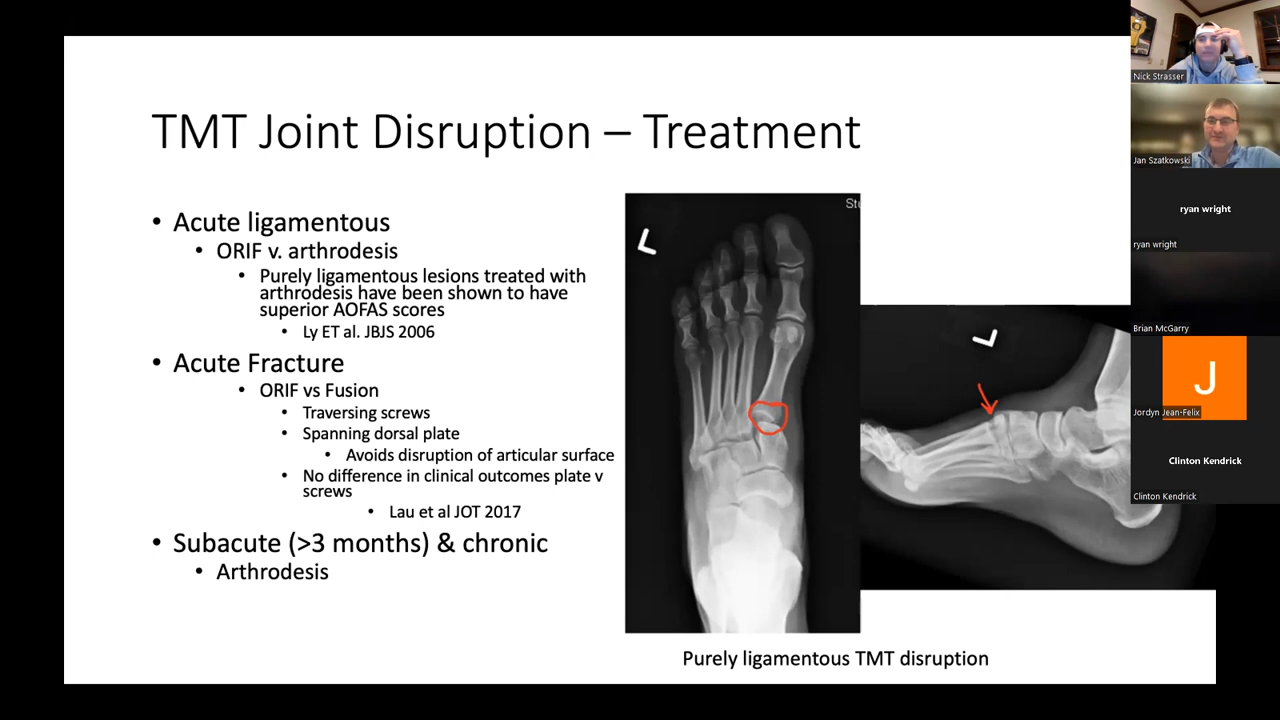 TMT Joint Disruption – Treatment
• Acute ligamentous
• ORIF v. arthrodesis
• Purely ligamentous lesions treated with
arthrodesis have been shown to have
superior AOFAS scores
• Ly ET al. JBJS 2006
• Acute Fracture
• ORIF vs Fusion
• Traversing screws
• Spanning dorsal plate
• Avoids disruption of articular surface
• No difference in clinical outcomes plate v
screws
• Lau et al JOT 2017
• Subacute (>3 months) & chronic
• Arthrodesis
L
L
Purely ligamentous TMT disruption
Nick Strasser
Jan Szatkowski
ryan wright
ryan wright
Brian McGarry
J
Jordyn Jean-Felix
Clinton Kendrick
Clinton Kendrick